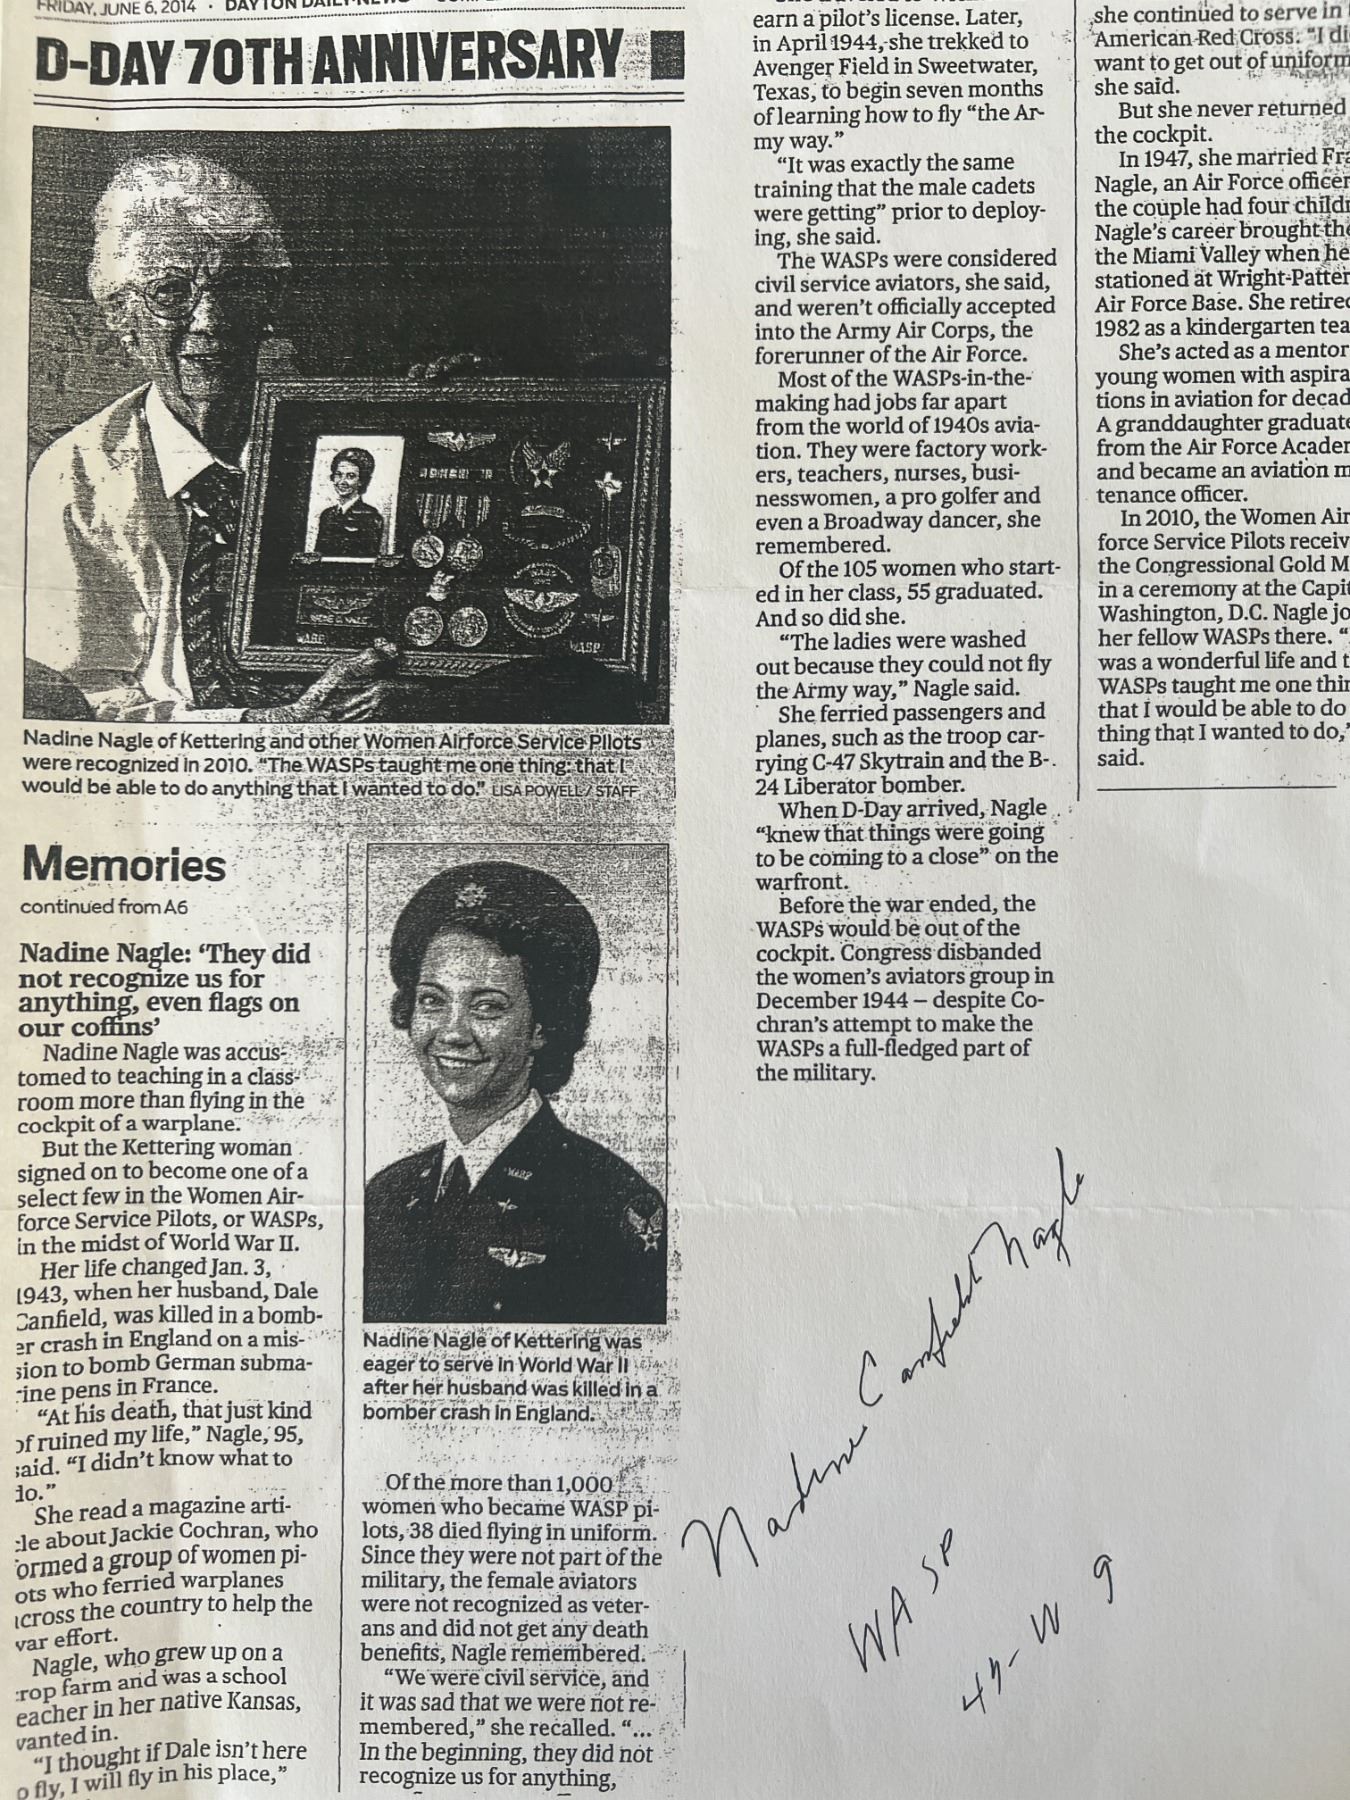 FRIDAY, JUNE 6, 2014 • DAYTON DAILY NEWS
D-DAY 70TH ANNIVERSARY
WASP
WASP
Nadine Nagle of Kettering and other Women Airforce Service Pilots
were recognized in 2010. “The WASPs taught me one thing: that I
would be able to do anything that I wanted to do.” LISA POWELL / STAFF
Memories
continued from A6
Nadine Nagle: ‘They did
not recognize us for
anything, even flags on
our coffins’
Nadine Nagle was accus-
tomed to teaching in a class-
room more than flying in the
cockpit of a warplane.
But the Kettering woman
signed on to become one of a
select few in the Women Air-
force Service Pilots, or WASPs,
in the midst of World War II.
Her life changed Jan. 3,
1943, when her husband, Dale
Canfield, was killed in a bomb-
er crash in England on a mis-
sion to bomb German subma-
rine pens in France.
“At his death, that just kind
of ruined my life,” Nagle, 95,
said. “I didn’t know what to
do.”
She read a magazine arti-
cle about Jackie Cochran, who
formed a group of women pi-
ots who ferried warplanes
across the country to help the
war effort.
Nagle, who grew up on a
crop farm and was a school
eacher in her native Kansas,
wanted in.
“I thought if Dale isn’t here
o fly, I will fly in his place,”
WASP
Nadine Nagle of Kettering was
eager to serve in World War II
after her husband was killed in a
bomber crash in England.
Of the more than 1,000
women who became WASP pi-
lots, 38 died flying in uniform.
Since they were not part of the
military, the female aviators
were not recognized as veter-
ans and did not get any death
benefits, Nagle remembered.
“We were civil service, and
it was sad that we were not re-
membered,” she recalled. “...
In the beginning, they did not
recognize us for anything,
earn a pilot’s license. Later,
in April 1944, she trekked to
Avenger Field in Sweetwater,
Texas, to begin seven months
of learning how to fly “the Ar-
my way.”
“It was exactly the same
training that the male cadets
were getting” prior to deploy-
ing, she said.
The WASPs were considered
civil service aviators, she said,
and weren’t officially accepted
into the Army Air Corps, the
forerunner of the Air Force.
Most of the WASPs-in-the-
making had jobs far apart
from the world of 1940s avia-
tion. They were factory work-
ers, teachers, nurses, busi-
nesswomen, a pro golfer and
even a Broadway dancer, she
remembered.
Of the 105 women who start-
ed in her class, 55 graduated.
And so did she.
“The ladies were washed
out because they could not fly
the Army way,” Nagle said.
She ferried passengers and
planes, such as the troop car-
rying C-47 Skytrain and the B-
24 Liberator bomber.
When D-Day arrived, Nagle
“knew that things were going
to be coming to a close” on the
warfront.
Before the war ended, the
WASPs would be out of the
cockpit. Congress disbanded
the women’s aviators group in
December 1944 – despite Co-
chran’s attempt to make the
WASPs a full-fledged part of
the military.
she continued to serve in
American Red Cross. “I di
want to get out of uniform
she said.
But she never returned
the cockpit.
In 1947, she married Fra
Nagle, an Air Force officer
the couple had four childr
Nagle’s career brought the
the Miami Valley when he
stationed at Wright-Patter
Air Force Base. She retired
1982 as a kindergarten tea
She’s acted as a mentor
young women with aspira
tions in aviation for decad
A granddaughter graduate
from the Air Force Academ
and became an aviation m
tenance officer.
In 2010, the Women Air
force Service Pilots receiv
the Congressional Gold M
in a ceremony at the Capit
Washington, D.C. Nagle jo
her fellow WASPs there. “
was a wonderful life and t
WASPs taught me one thin
that I would be able to do
thing that I wanted to do,”
said.
Nadine Canfield Nagle
WASP
44-W 9